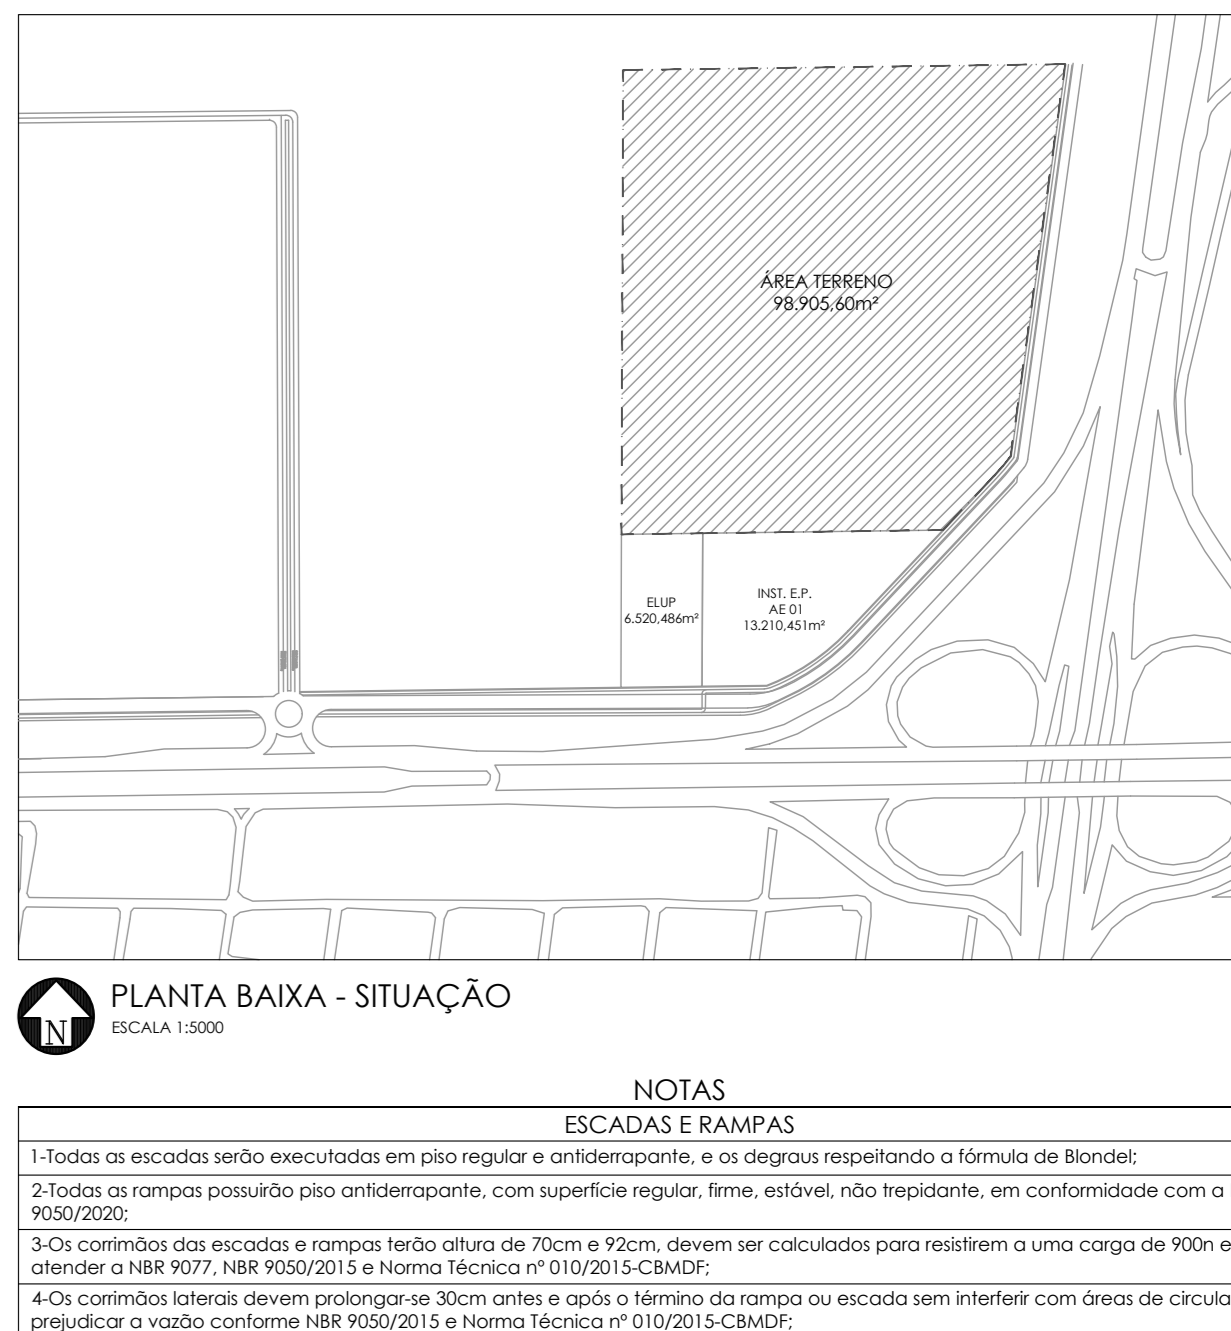 ÁREA TERRENO
98.905,60m²
ELUP
6.520,486m²
INST. E.P.
AE 01
13.210,451m²
N
PLANTA BAIXA - SITUAÇÃO
ESCALA 1:5000
NOTAS
ESCADAS E RAMPAS
1-Todas as escadas serão executadas em piso regular e antiderrapante, e os degraus respeitando a fórmula de Blondel;
2-Todas as rampas possuirão piso antiderrapante, com superfície regular, firme, estável, não trepidante, em conformidade com a
9050/2020;
3-Os corrimãos das escadas e rampas terão altura de 70cm e 92cm, devem ser calculados para resistirem a uma carga de 900n e
atender a NBR 9077, NBR 9050/2015 e Norma Técnica nº 010/2015-CBMDF;
4-Os corrimãos laterais devem prolongar-se 30cm antes e após o término da rampa ou escada sem interferir com áreas de circula
prejudicar a vazão conforme NBR 9050/2015 e Norma Técnica nº 010/2015-CBMDF;